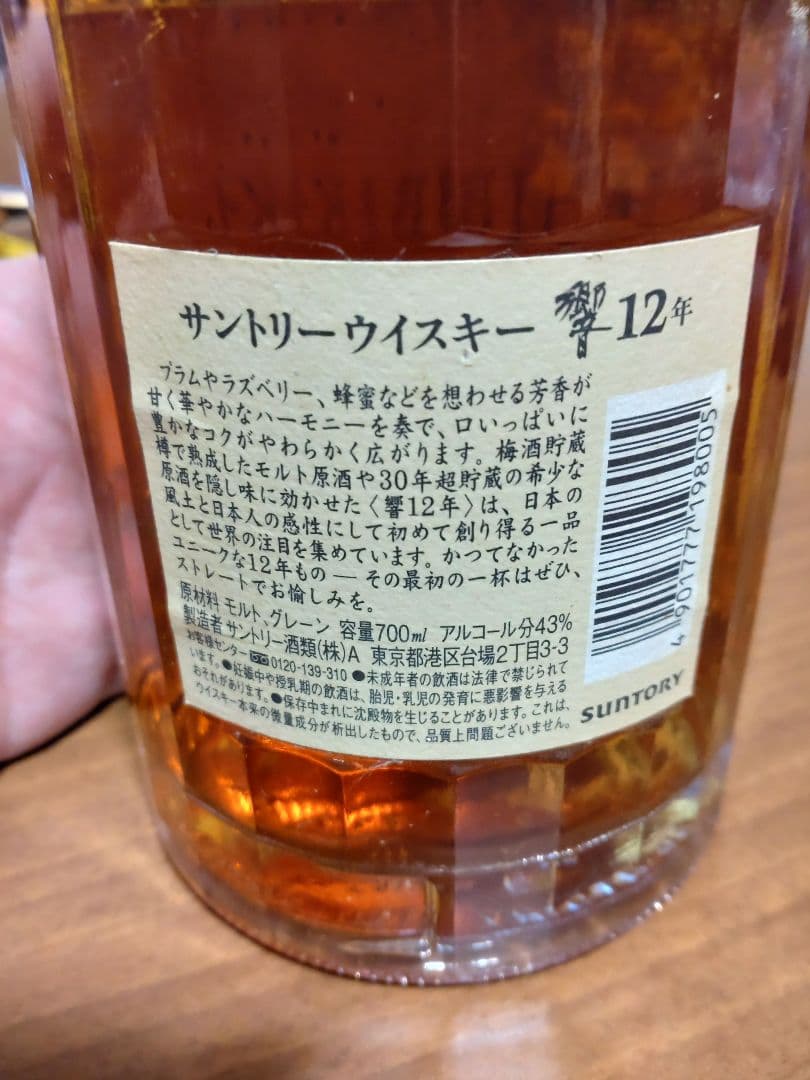 サントリーウイスキー 響 12年
プラムやラズベリー、蜂蜜などを想わせる芳香が
甘く華やかなハーモニーを奏で、口いっぱいに
豊かなコクがやわらかく広がります。梅酒貯蔵
樽で熟成したモルト原酒や30年超貯蔵の希少な
原酒を隠し味に効かせた〈響12年〉は、日本の
風土と日本人の感性にして初めて創り得る一品
として世界の注目を集めています。かつてなかった
ユニークな12年もの ― その最初の一杯はぜひ、
ストレートでお愉しみを。
原材料 モルト、グレーン 容量700ml アルコール分43%
製造者 サントリー酒類(株)A 東京都港区台場2丁目3-3
お客様センター 0120-139-310 ●未成年者の飲酒は法律で禁じられて
います。●妊娠中や授乳期の飲酒は、胎児・乳児の発育に悪影響を与える
おそれがあります。●保存中まれに沈殿物を生じることがあります。これは、
ウイスキー本来の微量成分が析出したもので、品質上問題ございません。
SUNTORY
4 901777 198005